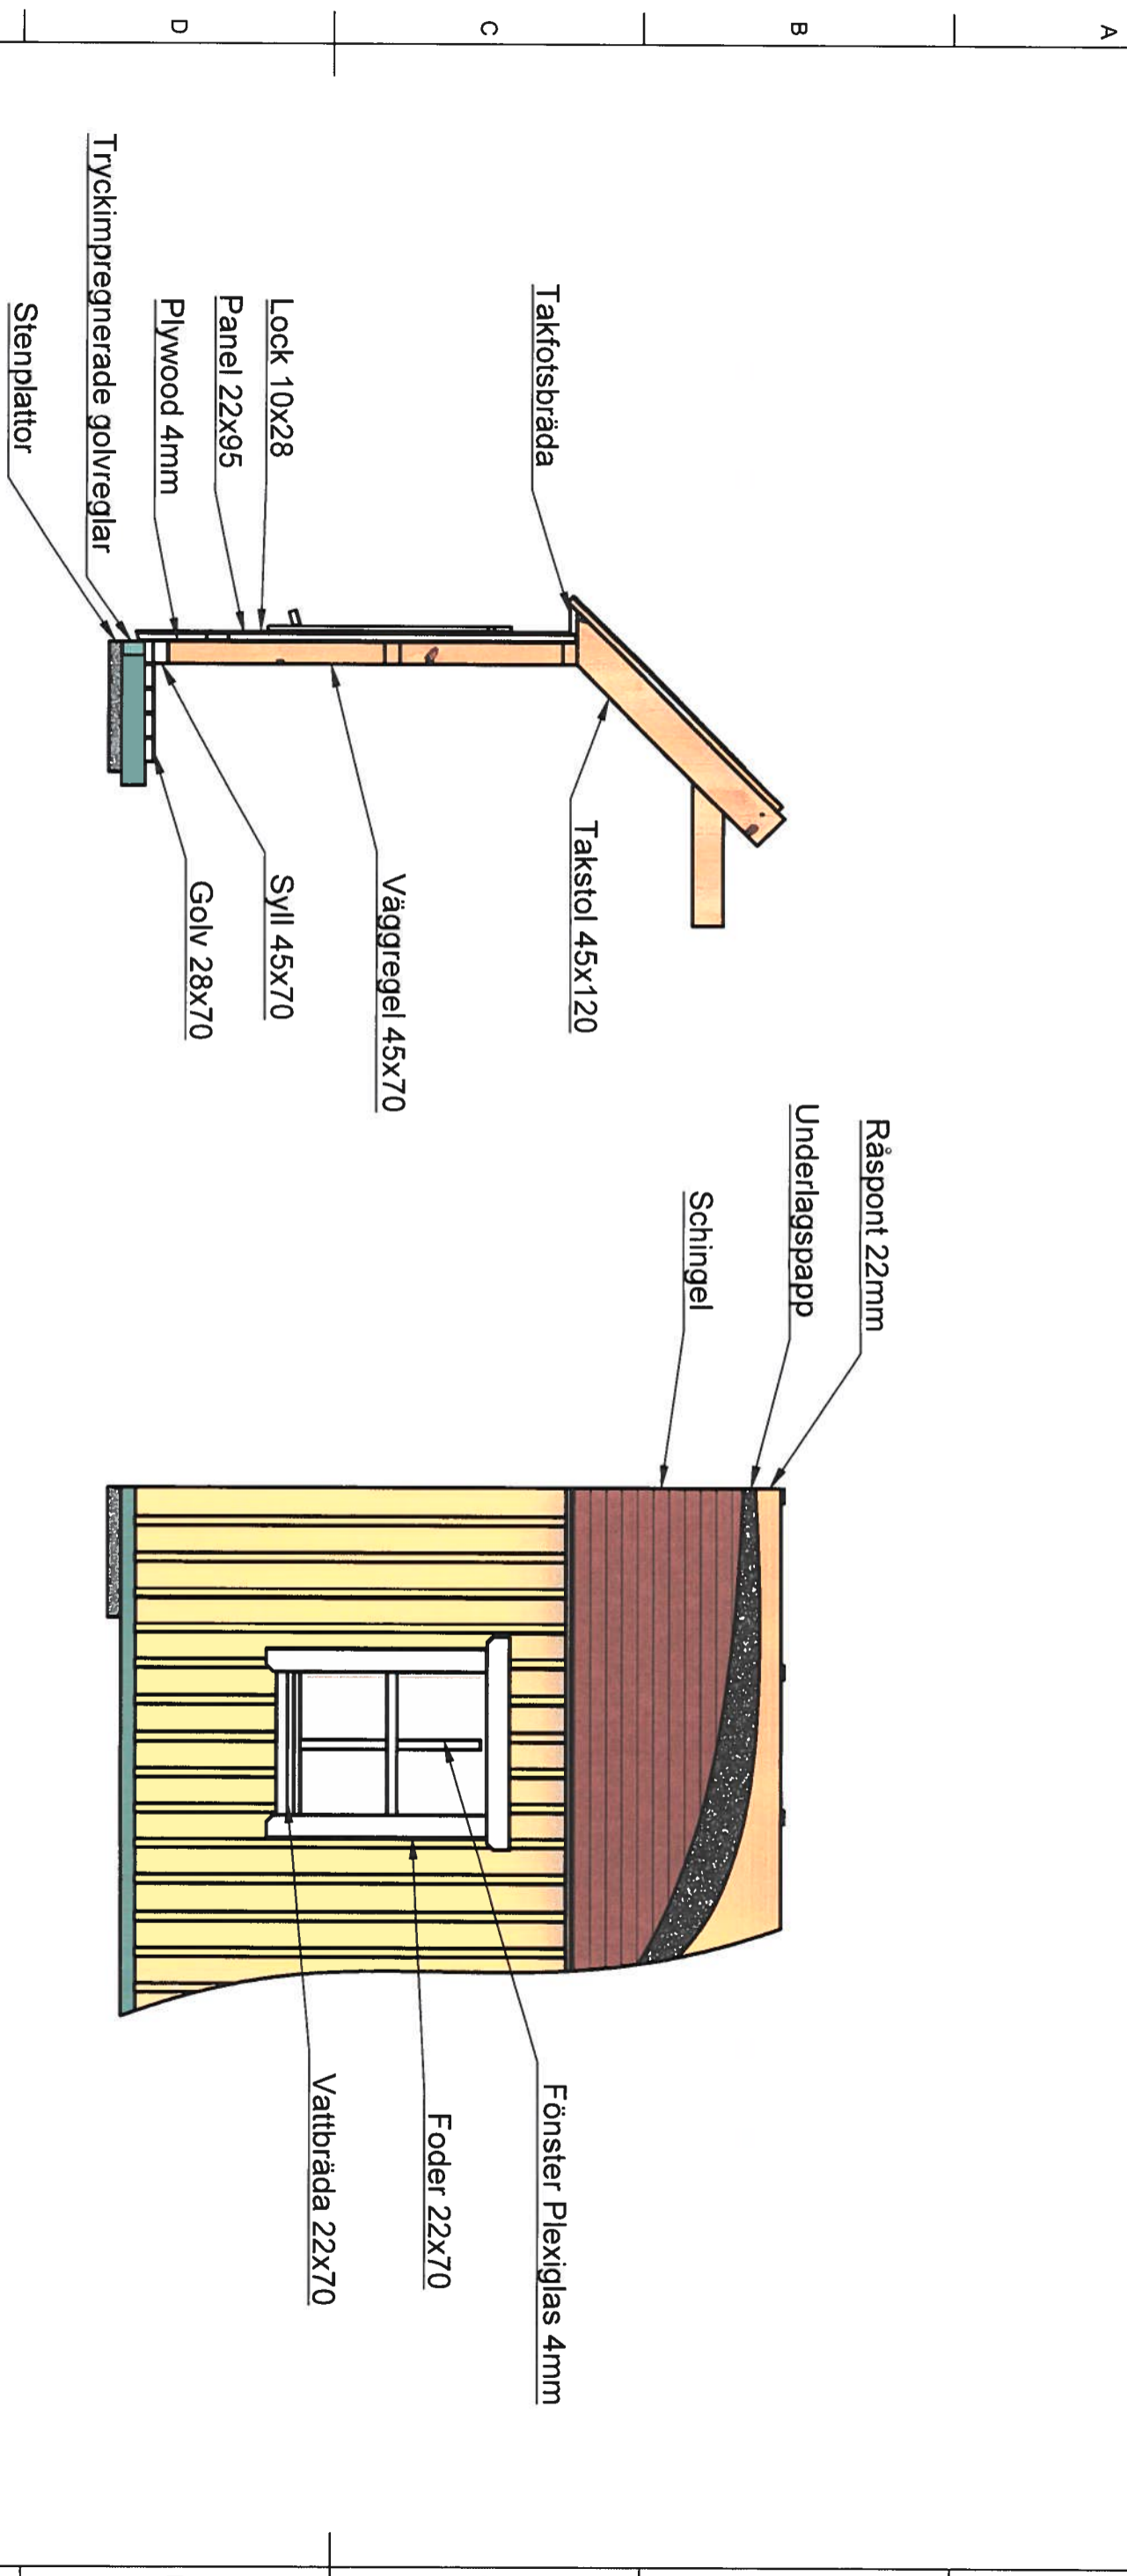 A
B
C
D
Råspont 22mm
Underlagspapp
Schingel
Takfotsbräda
Takstol 45x120
Lock 10x28
Panel 22x95
Plywood 4mm
Tryckimpregnerade golvreglar
Stenplattor
Väggregel 45x70
Syll 45x70
Golv 28x70
Fönster Plexiglas 4mm
Foder 22x70
Vattbräda 22x70